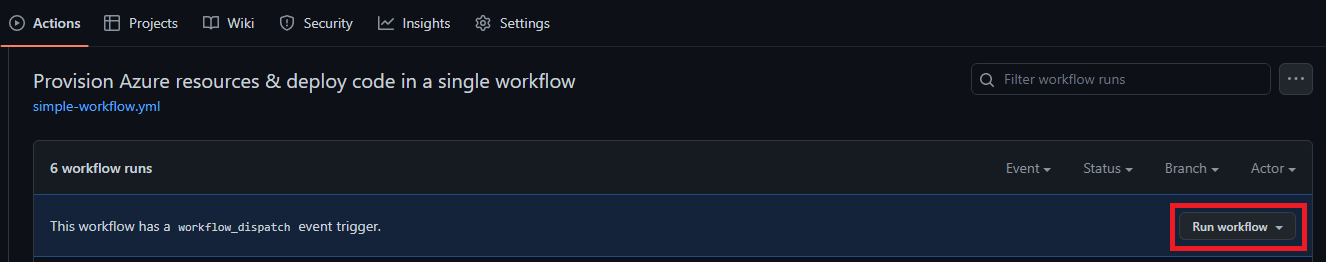 Actions Projects Wiki Security Insights Settings
Provision Azure resources & deploy code in a single workflow
Filter workflow runs
simple-workflow.yml
6 workflow runs Event Status Branch Actor
This workflow has a workflow_dispatch event trigger. Run workflow